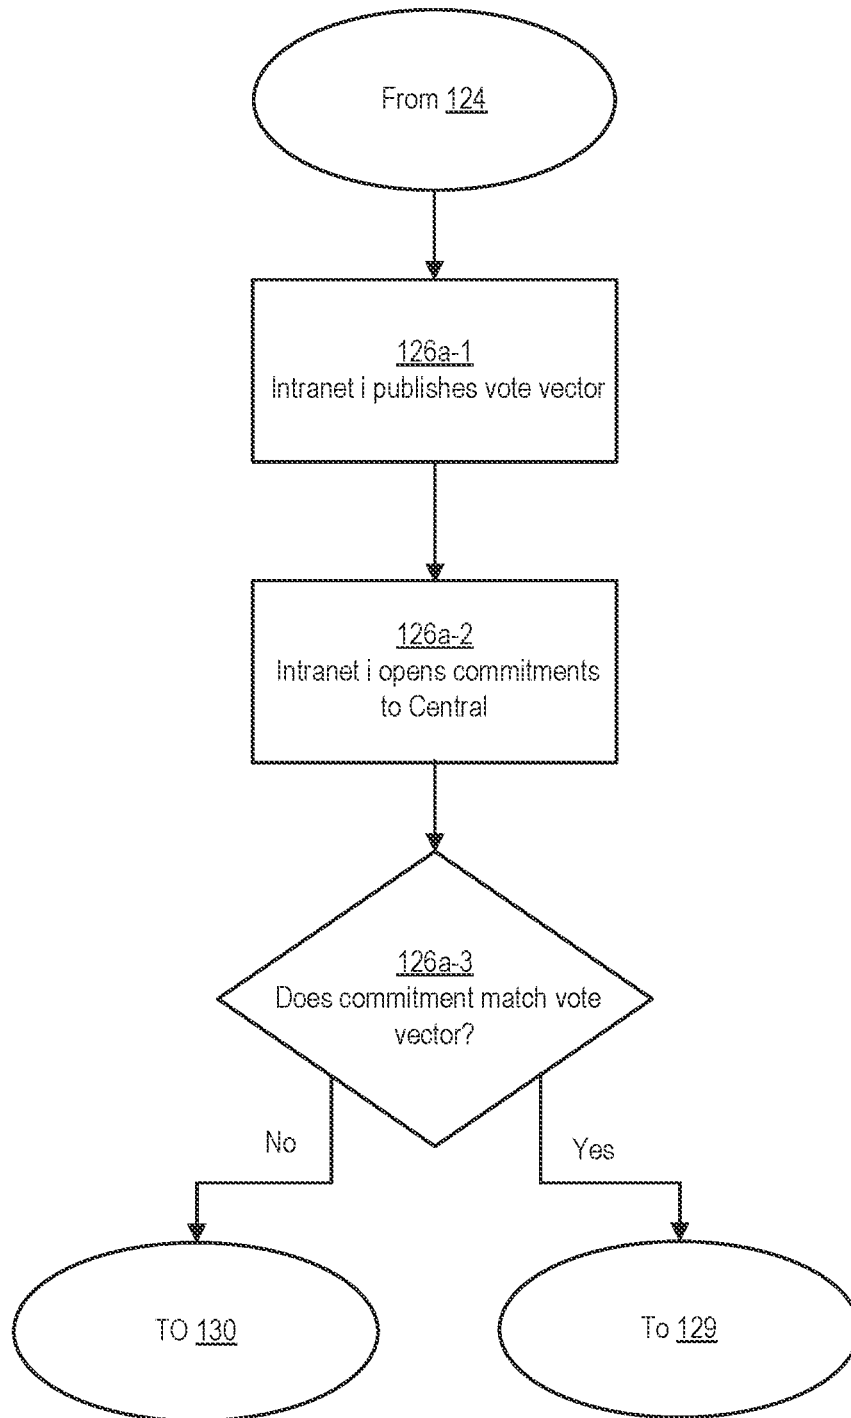 From 124
126a-1
Intranet i publishes vote vector
126a-2
Intranet i opens commitments
to Central
126a-3
Does commitment match vote
vector?
No
Yes
TO 130
To 129